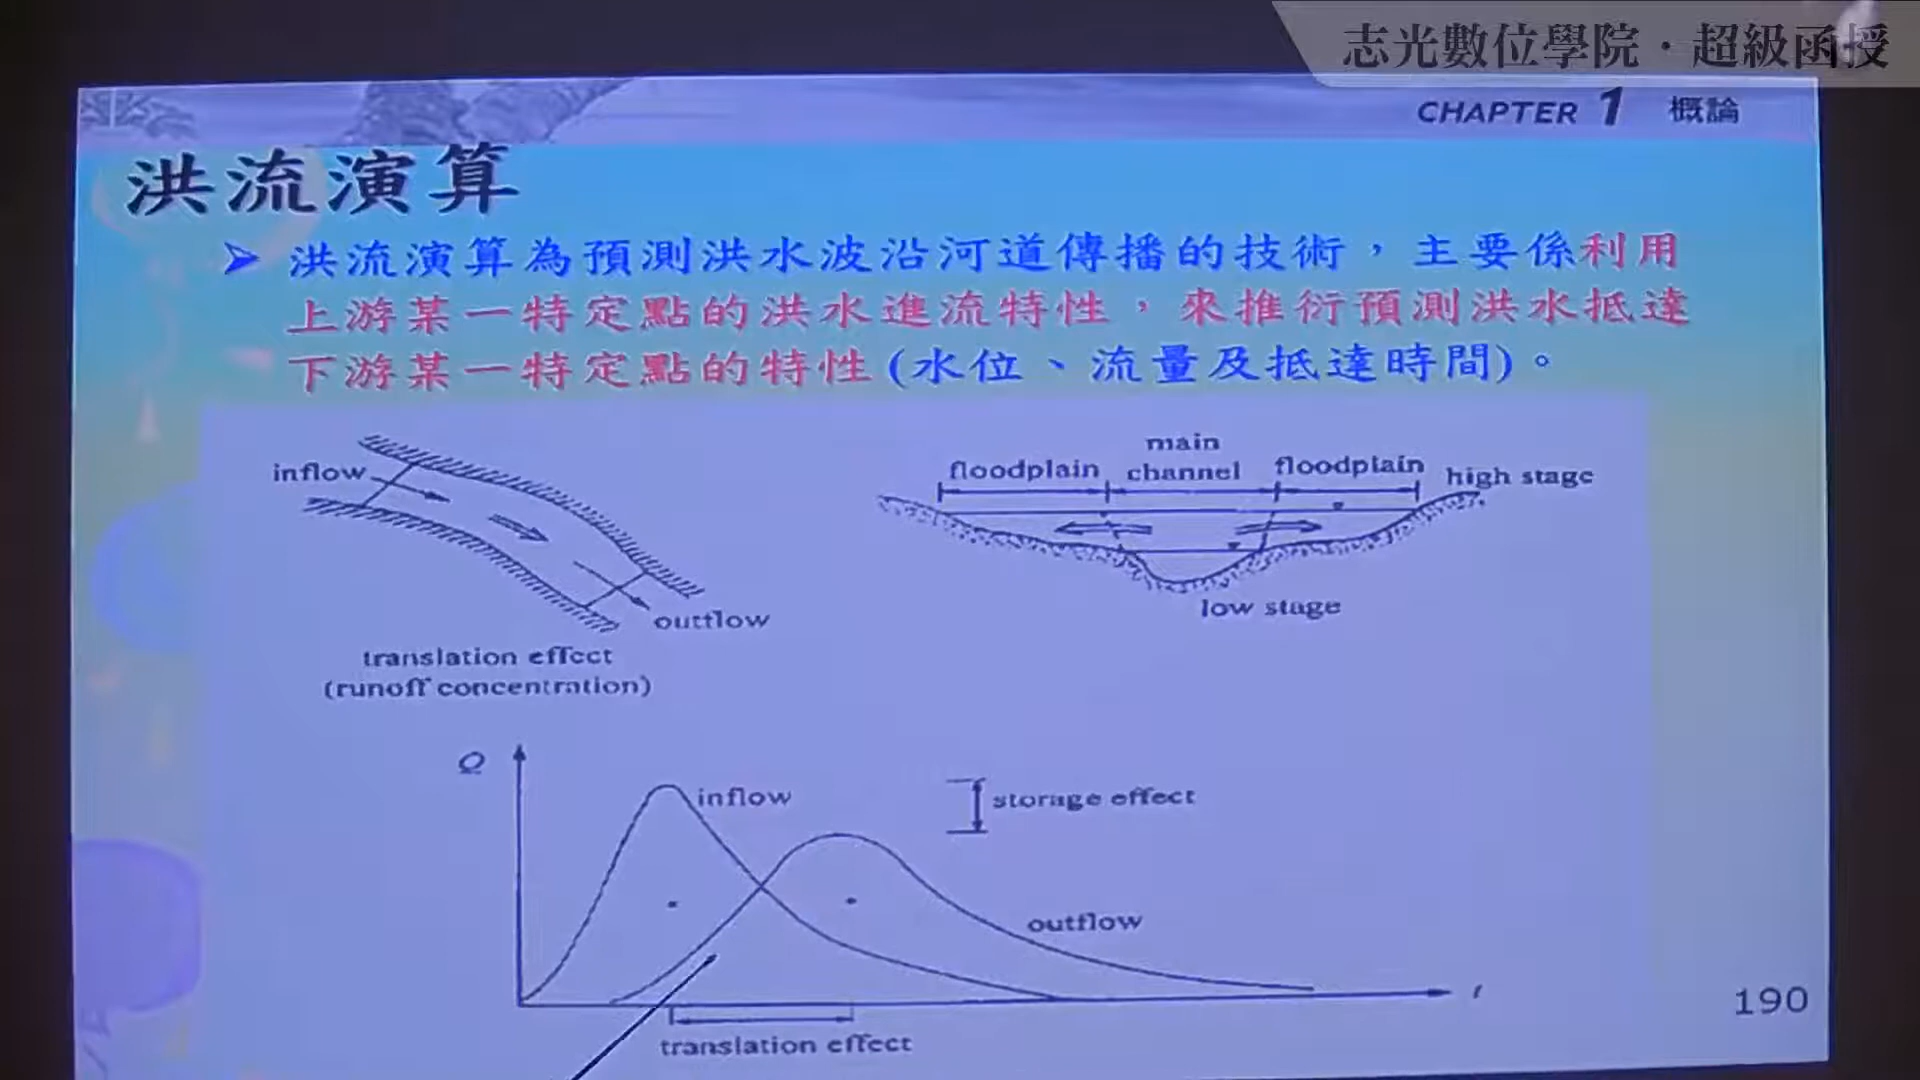 志光數位學院・超級函授
CHAPTER 1 概論
洪流演算
➢ 洪流演算為預測洪水波沿河道傳播的技術，主要係利用
上游某一特定點的洪水進流特性，來推衍預測洪水抵達
下游某一特定點的特性(水位、流量及抵達時間)。
inflow
outflow
translation effect
(runoff concentration)
floodplain
main
channel
floodplain
high stage
low stage
Q
inflow
storage effect
outflow
t
translation effect
190